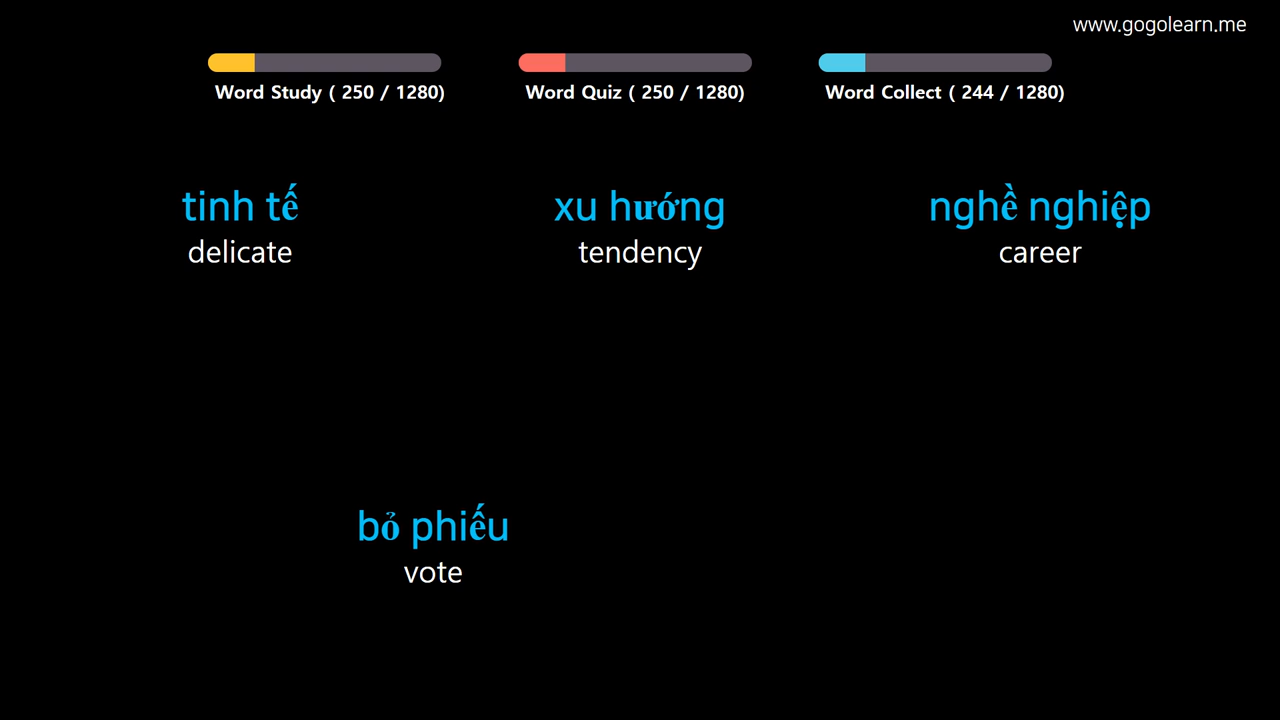 www.gogolearn.me
Word Study ( 250 / 1280)
Word Quiz ( 250 / 1280)
Word Collect ( 244 / 1280)
tinh tế
delicate
xu hướng
tendency
nghề nghiệp
career
bỏ phiếu
vote